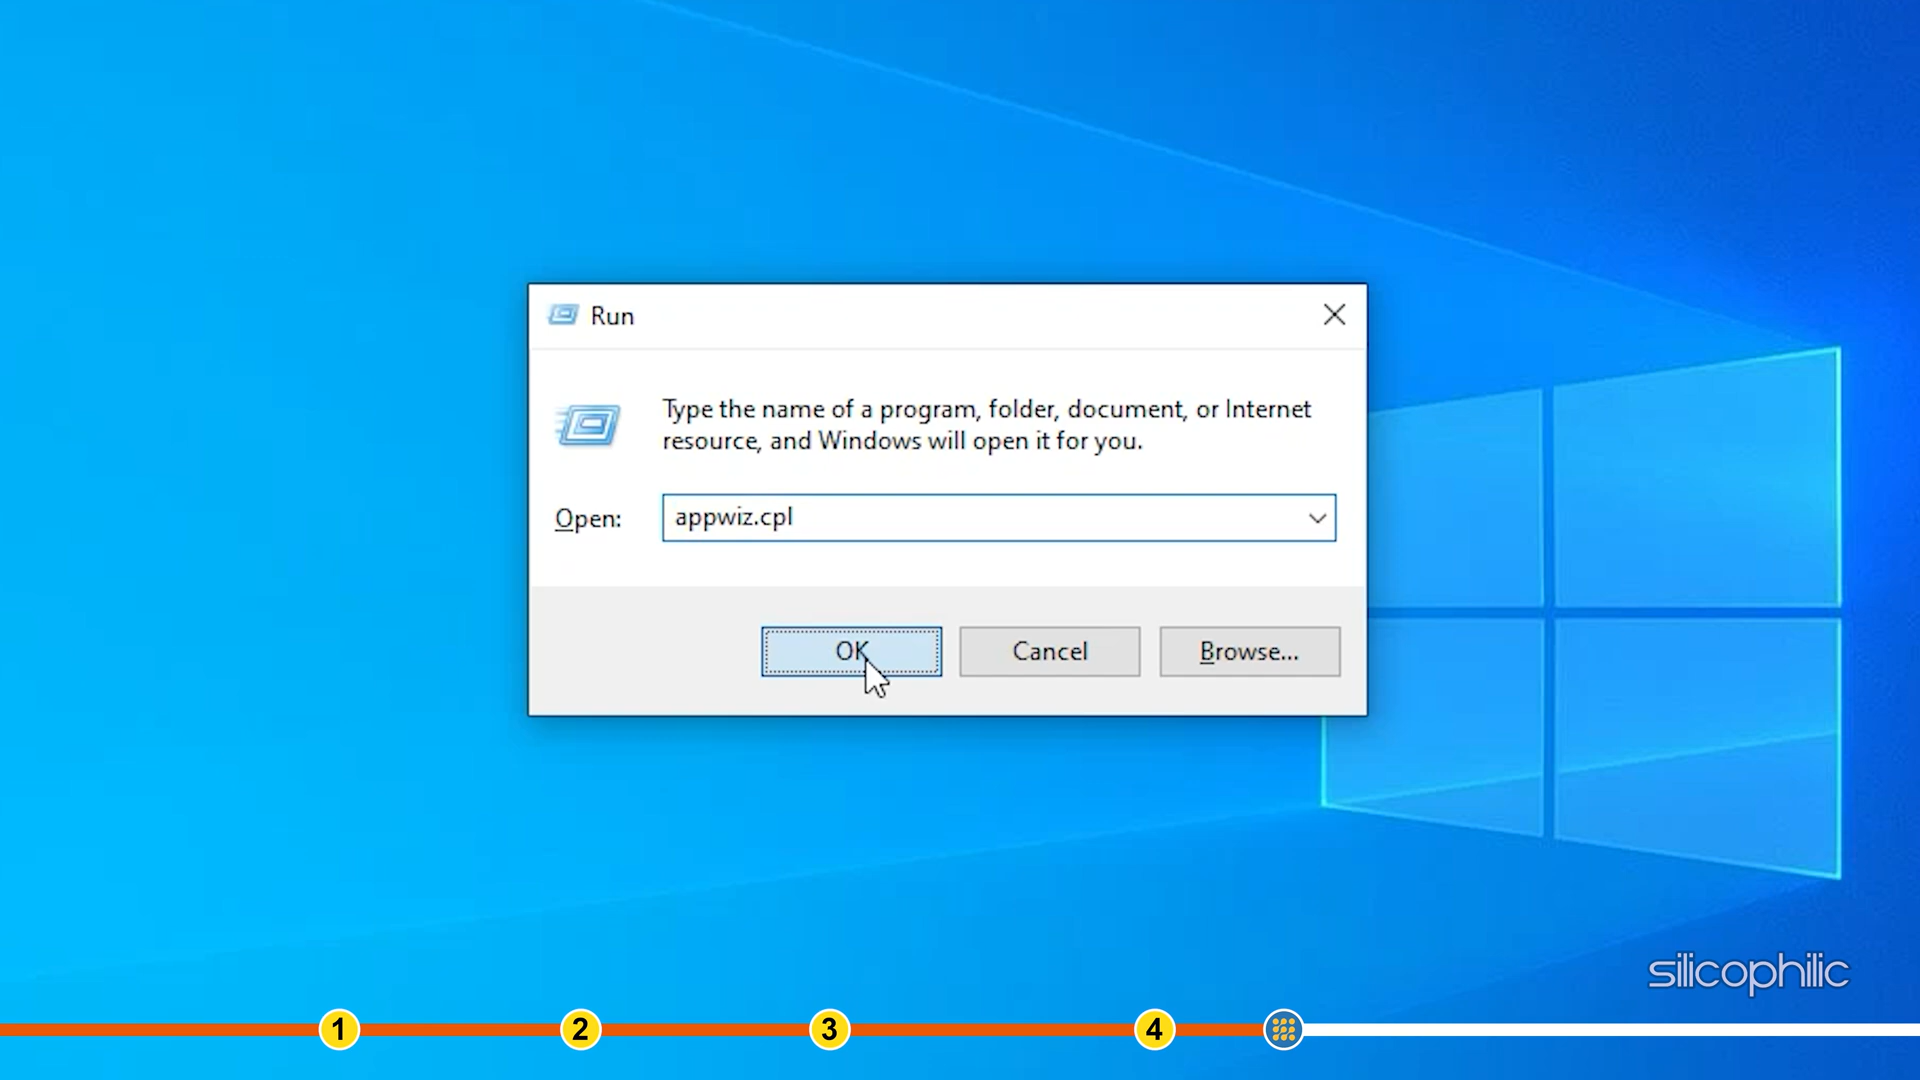 Run
Type the name of a program, folder, document, or Internet
resource, and Windows will open it for you.
Open:
appwiz.cpl
OK
Cancel
Browse...
silicophilic
1
2
3
4